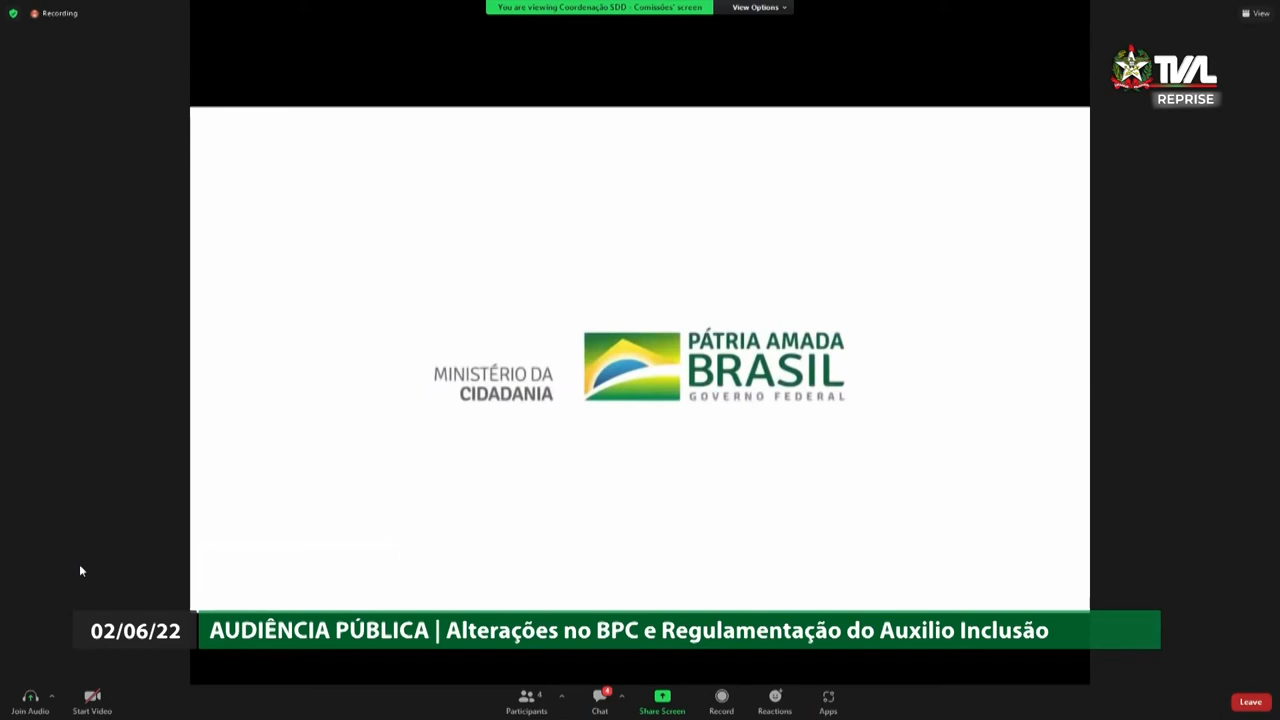 Recording
You are viewing Coordenação SDD - Comissões' screen
View Options
View
TVAL
REPRISE
MINISTÉRIO DA
CIDADANIA
PÁTRIA AMADA
BRASIL
GOVERNO FEDERAL
02/06/22
AUDIÊNCIA PÚBLICA | Alterações no BPC e Regulamentação do Auxilio Inclusão
Join Audio
Start Video
4
Participants
4
Chat
Share Screen
Record
Reactions
Apps
Leave